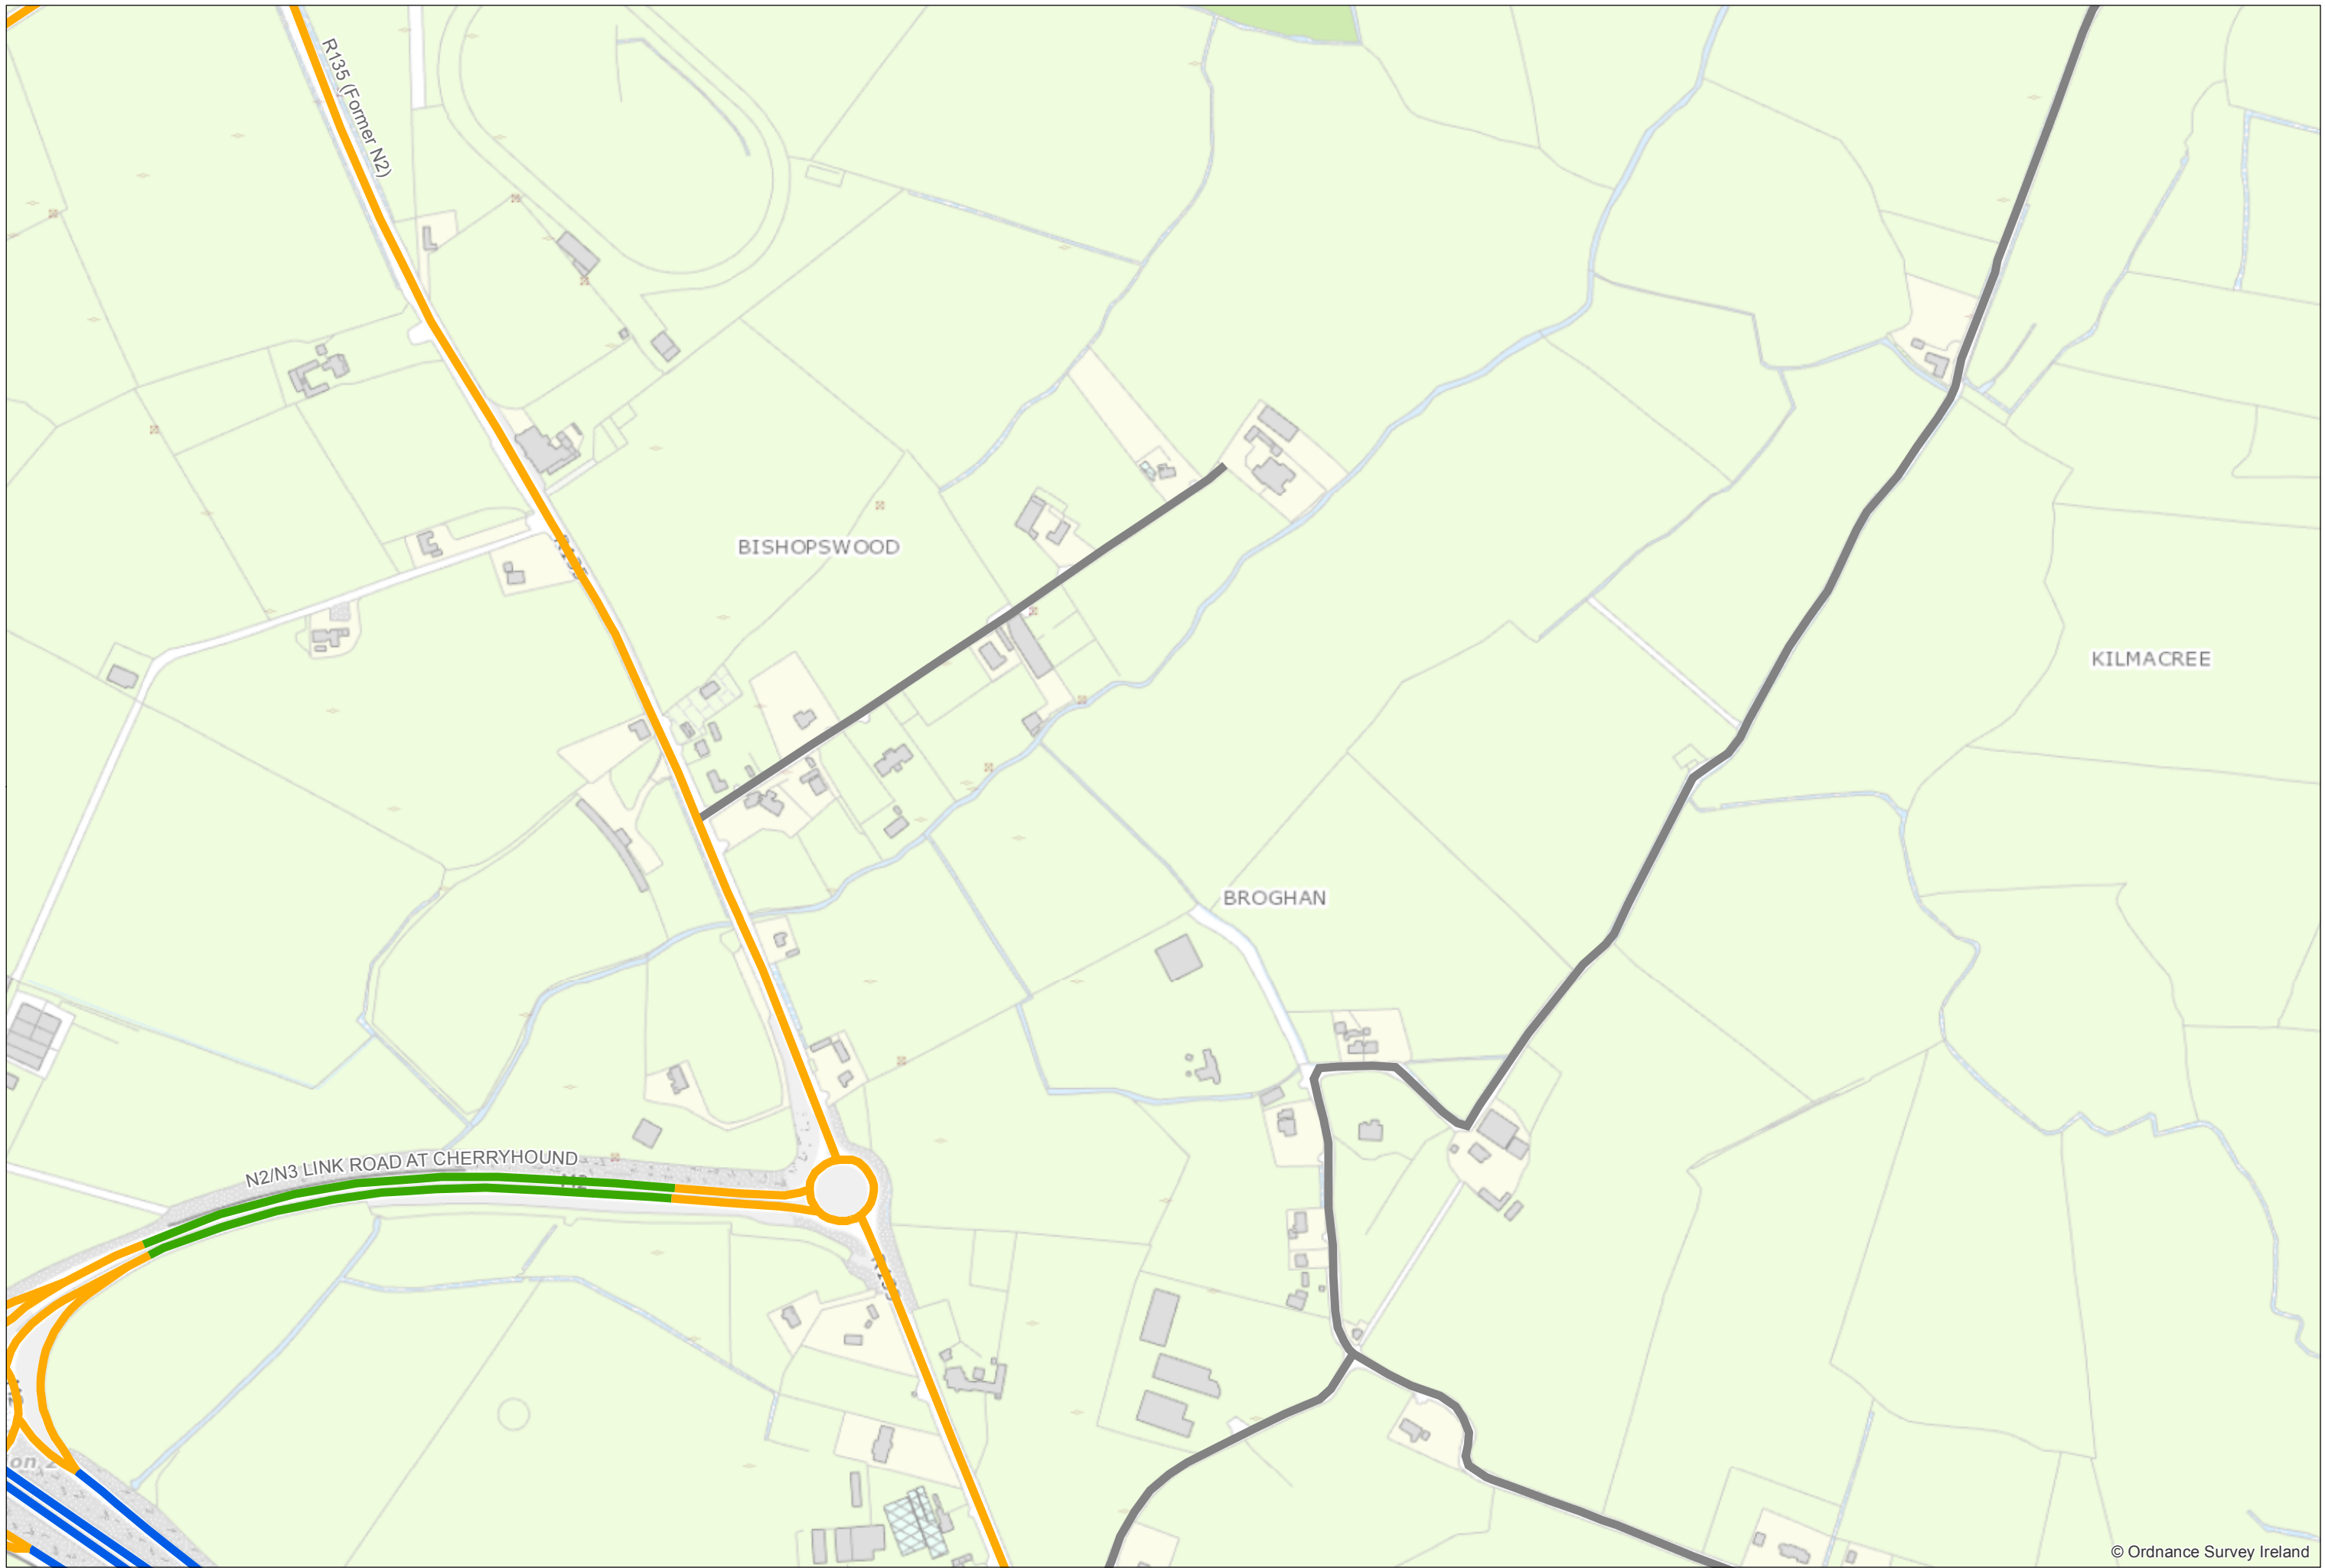 R135 (Former N2)
BISHOPSWOOD
KILMACREE
BROGHAN
N2/N3 LINK ROAD AT CHERRYHOUND
© Ordnance Survey Ireland